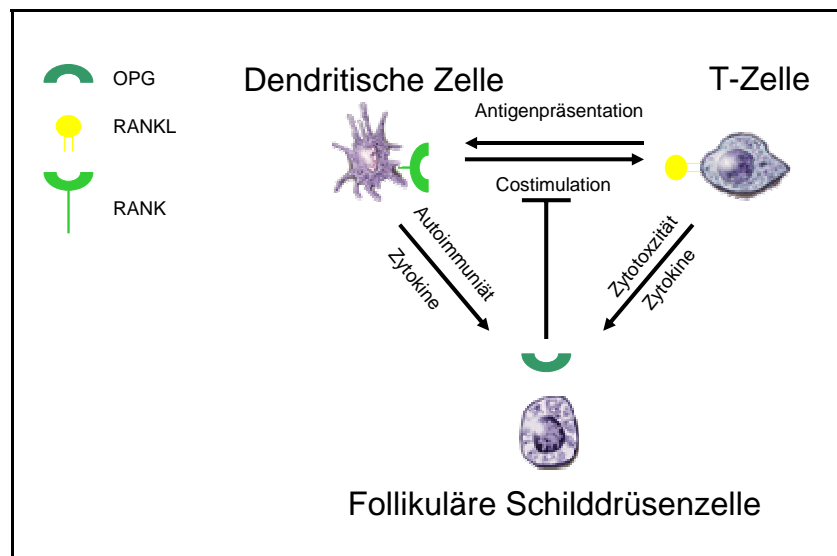 OPG
RANKL
RANK
Dendritische Zelle
T-Zelle
Antigenpräsentation
Costimulation
Autoimmuniät
Zytokine
Zytotoxzität
Zytokine
Follikuläre Schilddrüsenzelle